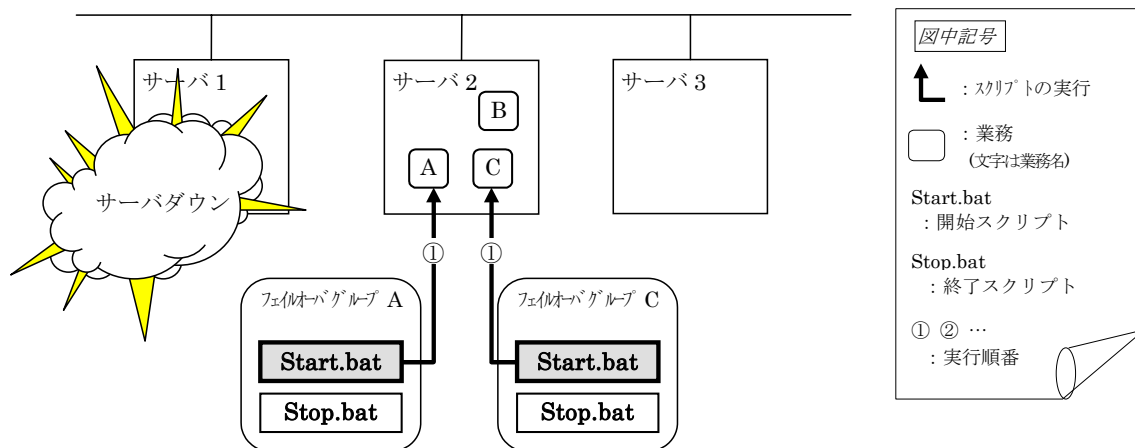 サーバ 1
サーバ 2
サーバ 3
B
A
C
サーバダウン
①
①
フェイルオーバグループ A
Start.bat
Stop.bat
フェイルオーバグループ C
Start.bat
Stop.bat
図中記号
：スクリプトの実行
：業務
(文字は業務名)
Start.bat
：開始スクリプト
Stop.bat
：終了スクリプト
① ② …
：実行順番